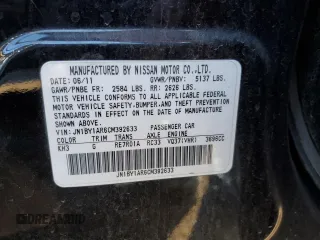 MANUFACTURED BY NISSAN MOTOR CO.,LTD.
DATE: 06/11 GVWR/PNBV: 5137 LBS.
GAWR/PNBE FR: 2584 LBS. RR: 2626 LBS.
THIS VEHICLE CONFORMS TO ALL APPLICABLE FEDERAL
MOTOR VEHICLE SAFETY,BUMPER,AND THEFT PREVENTION
STANDARDS IN EFFECT ON THE DATE OF MANUFACTURE
SHOWN ABOVE.
VIN:JN1BY1AR6CM392633 PASSENGER CAR
COLOR TRIM TRANS AXLE ENGINE
KH3 G RE7R01A RC33 VQ37(VHR) 3696CC
JN1BY1AR6CM392633